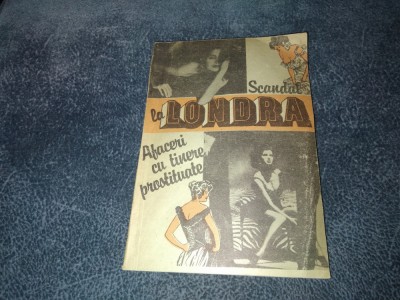 Scandal
la LONDRA
Afaceri
cu tinere
prostituate